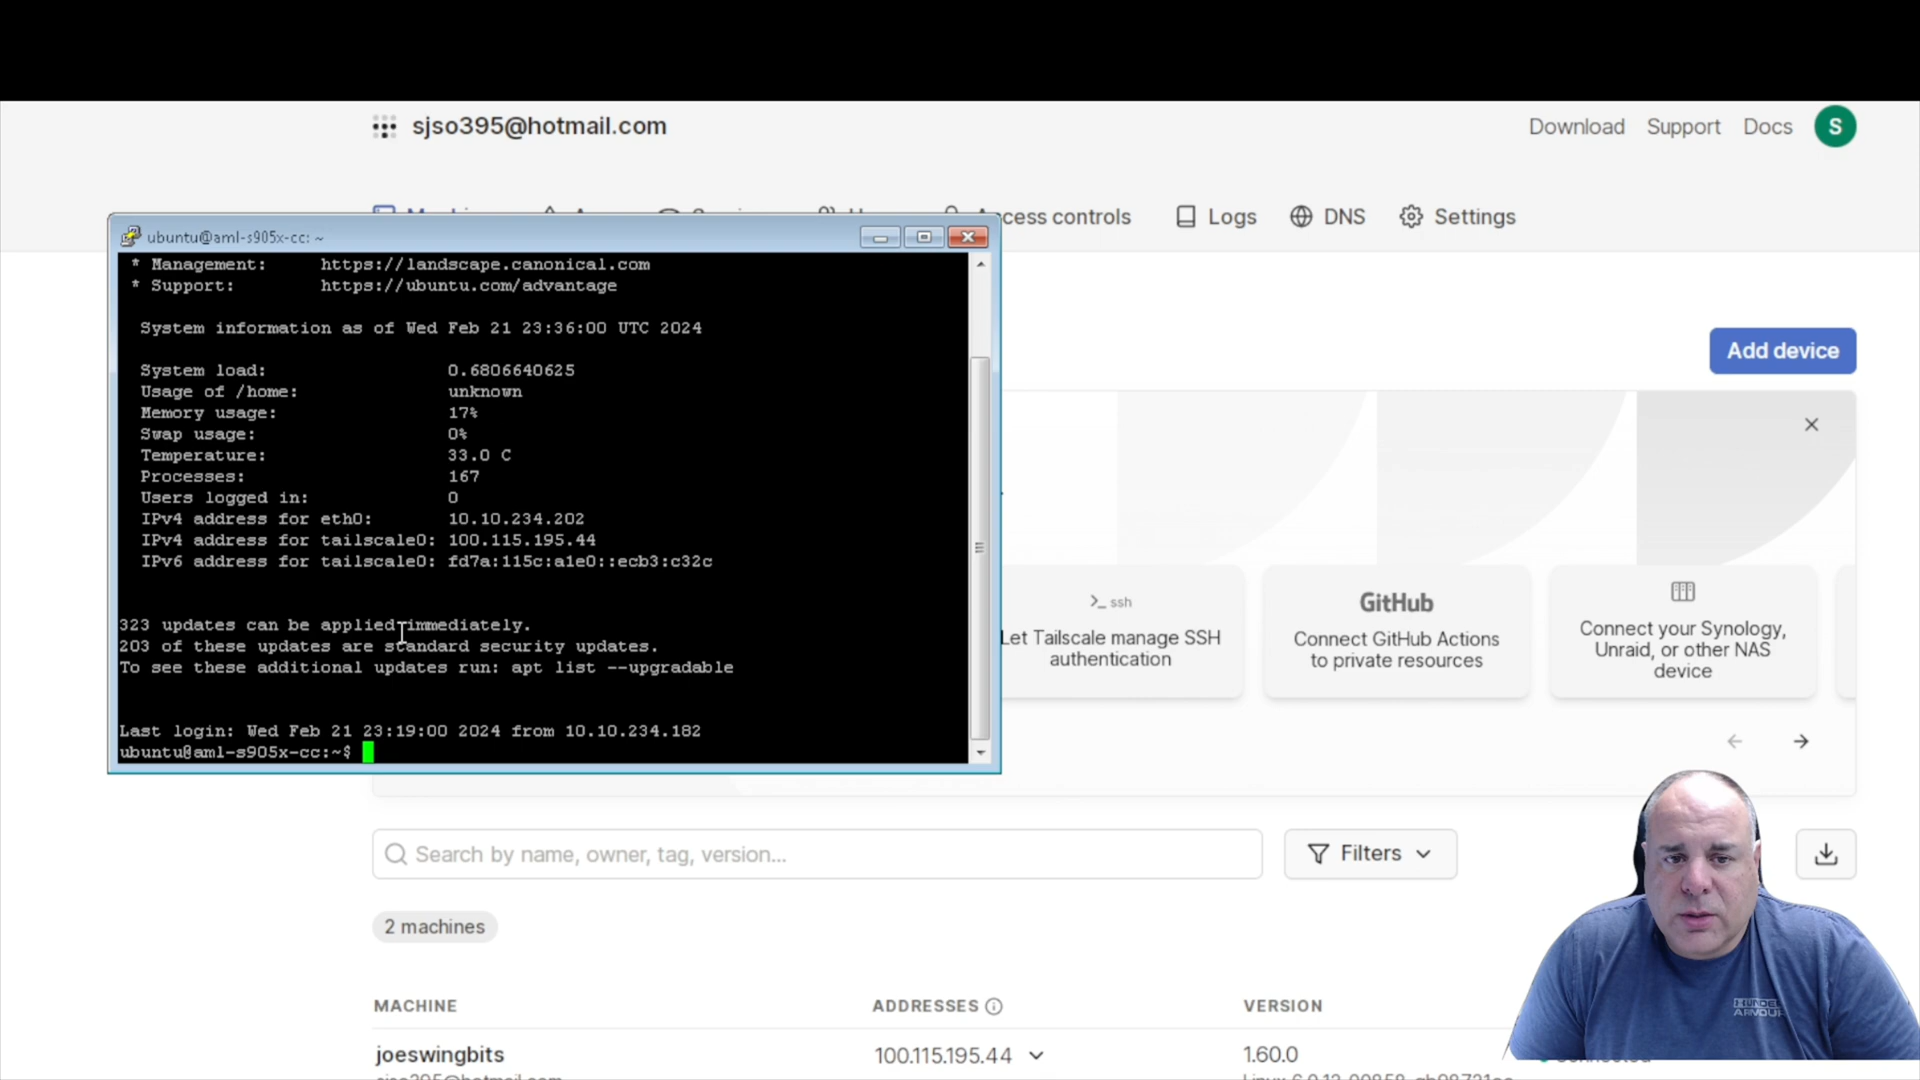 sjso395@hotmail.com
Download Support Docs S
Access controls Logs DNS Settings
ubuntu@aml-s905x-cc: ~
* Management: https://landscape.canonical.com
* Support: https://ubuntu.com/advantage
System information as of Wed Feb 21 23:36:00 UTC 2024
System load: 0.6806640625
Usage of /home: unknown
Memory usage: 17%
Swap usage: 0%
Temperature: 33.0 C
Processes: 167
Users logged in: 0
IPv4 address for eth0: 10.10.234.202
IPv4 address for tailscale0: 100.115.195.44
IPv6 address for tailscale0: fd7a:115c:a1e0::ecb3:c32c
323 updates can be applied immediately.
203 of these updates are standard security updates.
To see these additional updates run: apt list --upgradable
Last login: Wed Feb 21 23:19:00 2024 from 10.10.234.182
ubuntu@aml-s905x-cc:~$
Add device
>_ ssh
Let Tailscale manage SSH
authentication
GitHub
Connect GitHub Actions
to private resources
Connect your Synology,
Unraid, or other NAS
device
Search by name, owner, tag, version...
Filters
2 machines
MACHINE ADDRESSES VERSION
joeswingbits 100.115.195.44 1.60.0
sjso395@hotmail.com
UNDER
ARMOUR